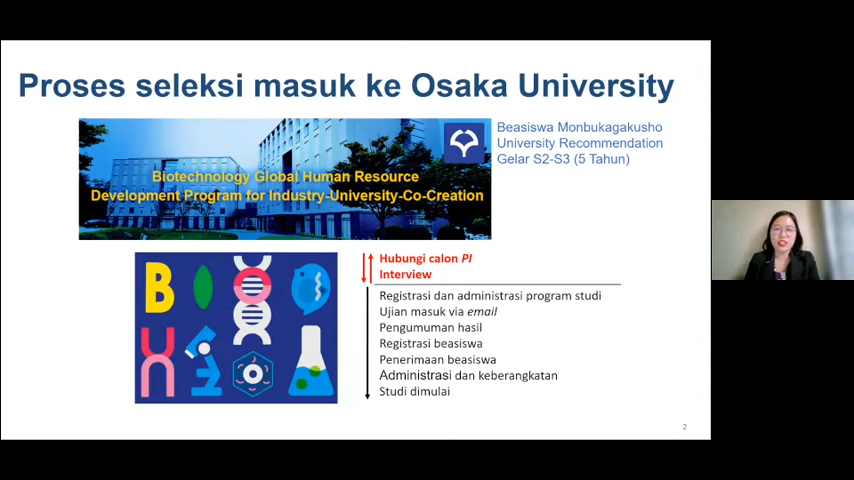 Proses seleksi masuk ke Osaka University
Biotechnology Global Human Resource
Development Program for Industry-University-Co-Creation
Beasiswa Monbukagakusho
University Recommendation
Gelar S2-S3 (5 Tahun)
Hubungi calon PI
Interview
Registrasi dan administrasi program studi
Ujian masuk via email
Pengumuman hasil
Registrasi beasiswa
Penerimaan beasiswa
Administrasi dan keberangkatan
Studi dimulai
2